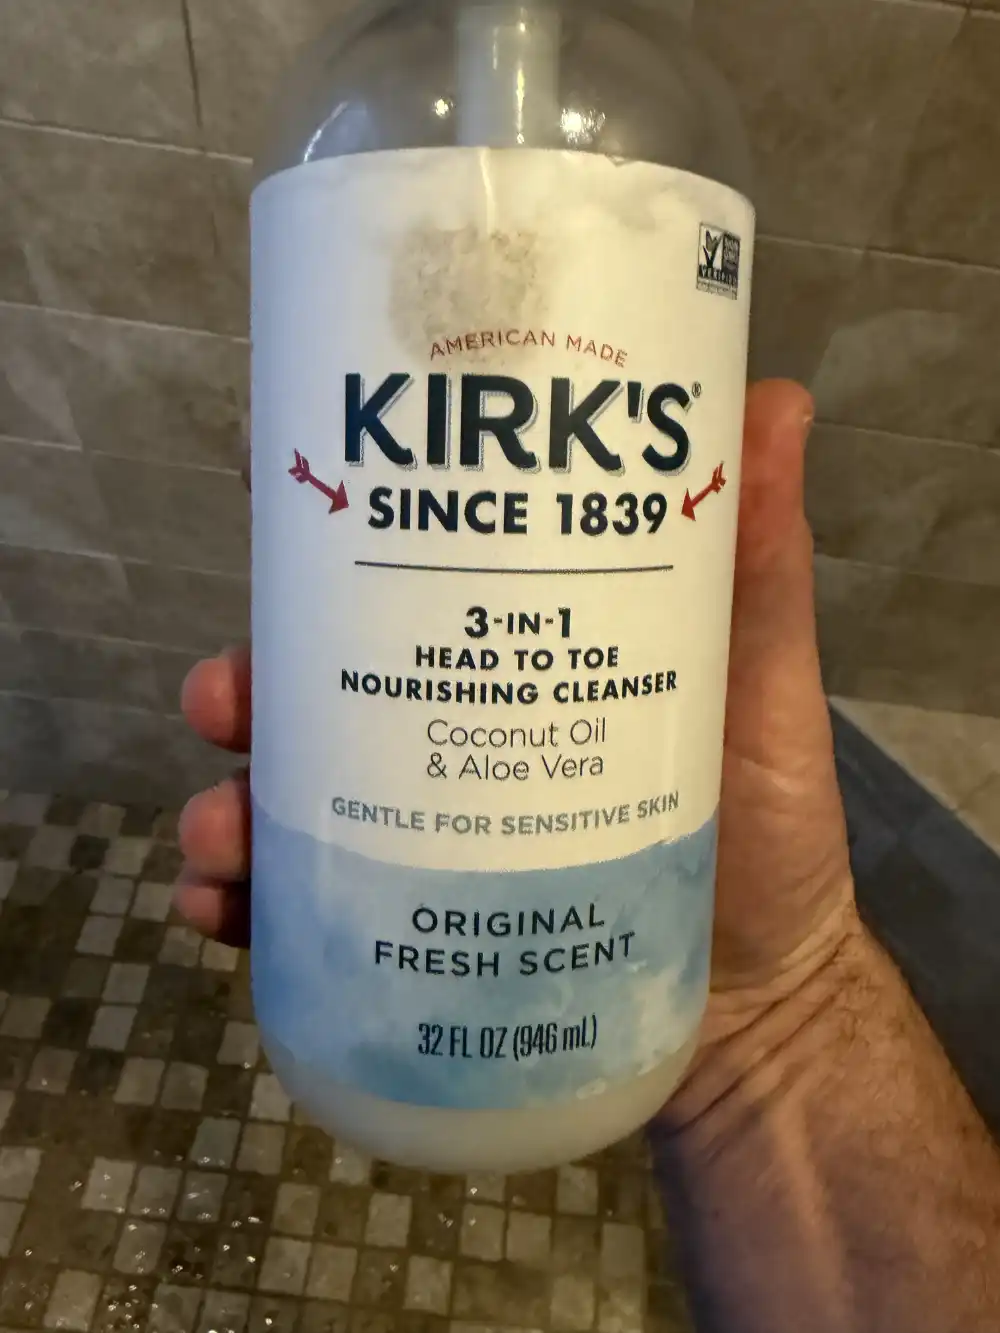 AMERICAN MADE
KIRK'S®
SINCE 1839
3-IN-1
HEAD TO TOE
NOURISHING CLEANSER
Coconut Oil
& Aloe Vera
GENTLE FOR SENSITIVE SKIN
ORIGINAL
FRESH SCENT
32 FL OZ (946 mL)
VERIFIED